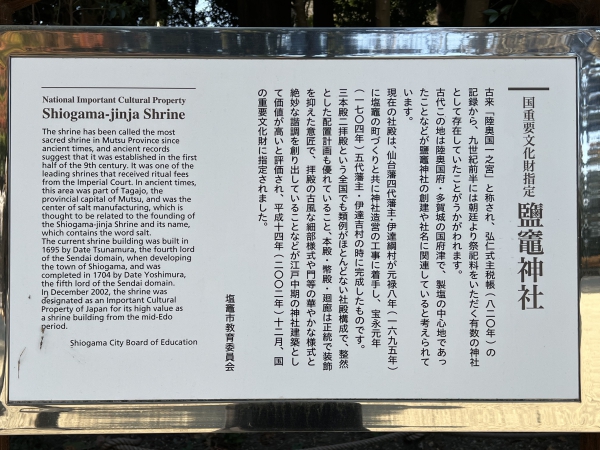 National Important Cultural Property
Shiogama-jinja Shrine
The shrine has been called the most
sacred shrine in Mutsu Province since
ancient times, and ancient records
suggest that it was established in the first
half of the 9th century. It was one of the
leading shrines that received ritual fees
from the Imperial Court. In ancient times,
this area was part of Tagajo, the
provincial capital of Mutsu, and was the
center of salt manufacturing, which is
thought to be related to the founding of
the Shiogama-jinja Shrine and its name,
which contains the word salt.
The current shrine building was built in
1695 by Date Tsunamura, the fourth lord
of the Sendai domain, when developing
the town of Shiogama, and was
completed in 1704 by Date Yoshimura,
the fifth lord of the Sendai domain.
In December 2002, the shrine was
designated as an Important Cultural
Property of Japan for its high value as
a shrine building from the mid-Edo
period.
Shiogama City Board of Education
国重要文化財指定 鹽竈神社
古来「陸奥国一之宮」と称され、弘仁式主税帳(八二〇年)の
記録から、九世紀前半には朝廷より祭祀料をいただく有数の神社
として存在していたことがうかがわれます。
古代この地は陸奥国府・多賀城の国府津で、製塩の中心地であっ
たことなどが鹽竈神社の創建や社名に関連していると考えられて
います。
現在の社殿は、仙台藩四代藩主・伊達綱村が元禄八年(一六九五年)
に塩竈の町づくりと共に神社造営の工事に着手し、宝永元年
(一七〇四年)五代藩主・伊達吉村の時に完成したものです。
三本殿二拝殿という全国でも類例がほとんどない社殿構成で、整然
とした配置計画も優れていること、本殿・幣殿・廻廊は正統で装飾
を抑えた意匠で、拝殿の古風な細部様式や門等の華やかな様式と
絶妙な諧調を創り出していることなどが江戸中期の神社建築とし
て価値が高いと評価され、平成十四年(二〇〇二年)十二月、国
の重要文化財に指定されました。
塩竈市教育委員会